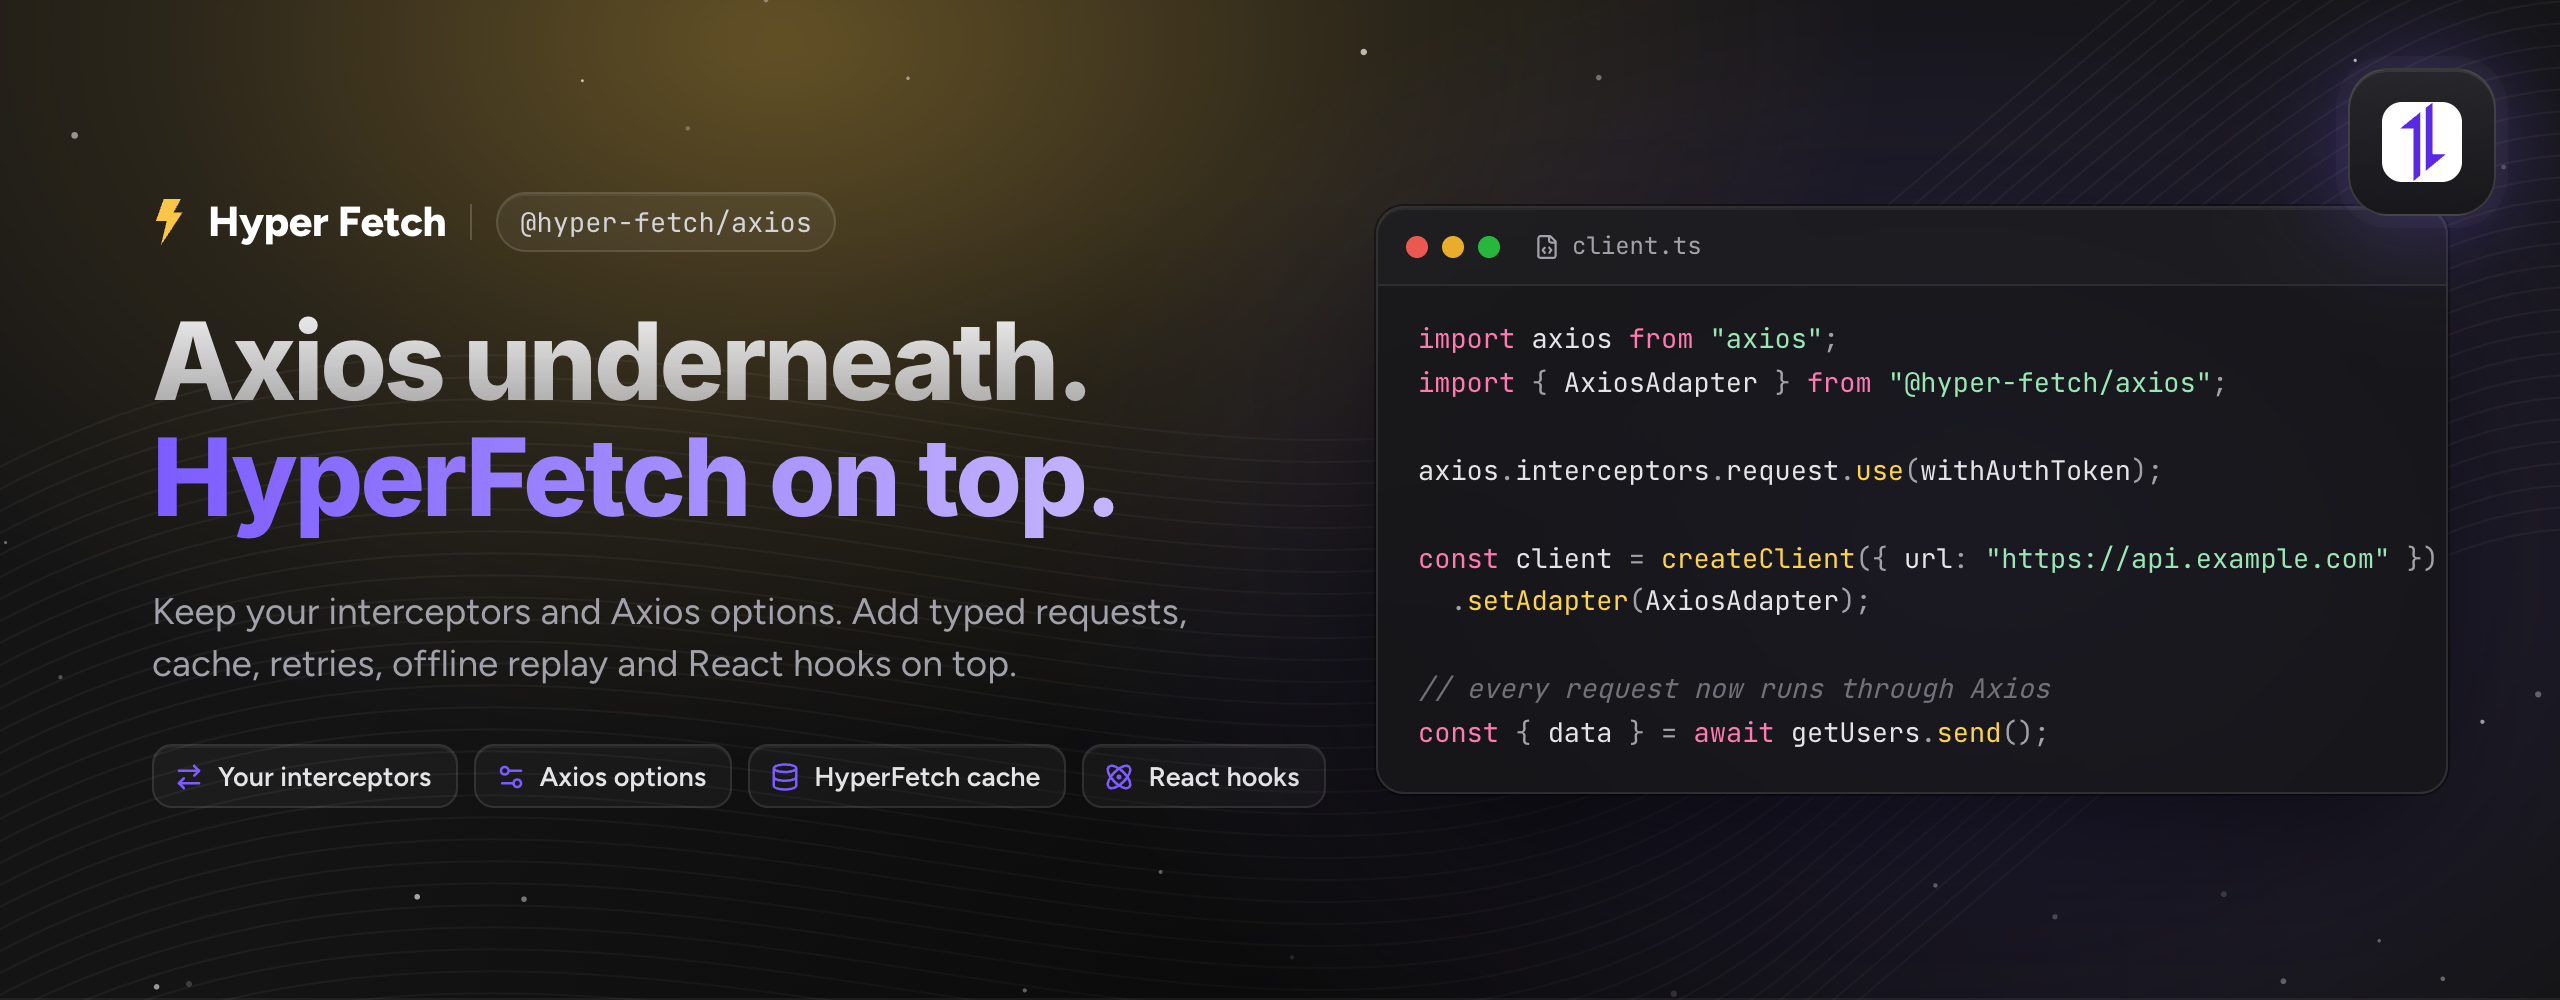 Hyper Fetch
@hyper-fetch/axios
Axios underneath.
HyperFetch on top.
Keep your interceptors and Axios options. Add typed requests,
cache, retries, offline replay and React hooks on top.
Your interceptors
Axios options
HyperFetch cache
React hooks
client.ts
import axios from "axios";
import { AxiosAdapter } from "@hyper-fetch/axios";
axios.interceptors.request.use(withAuthToken);
const client = createClient({ url: "https://api.example.com" })
  .setAdapter(AxiosAdapter);
// every request now runs through Axios
const { data } = await getUsers.send();